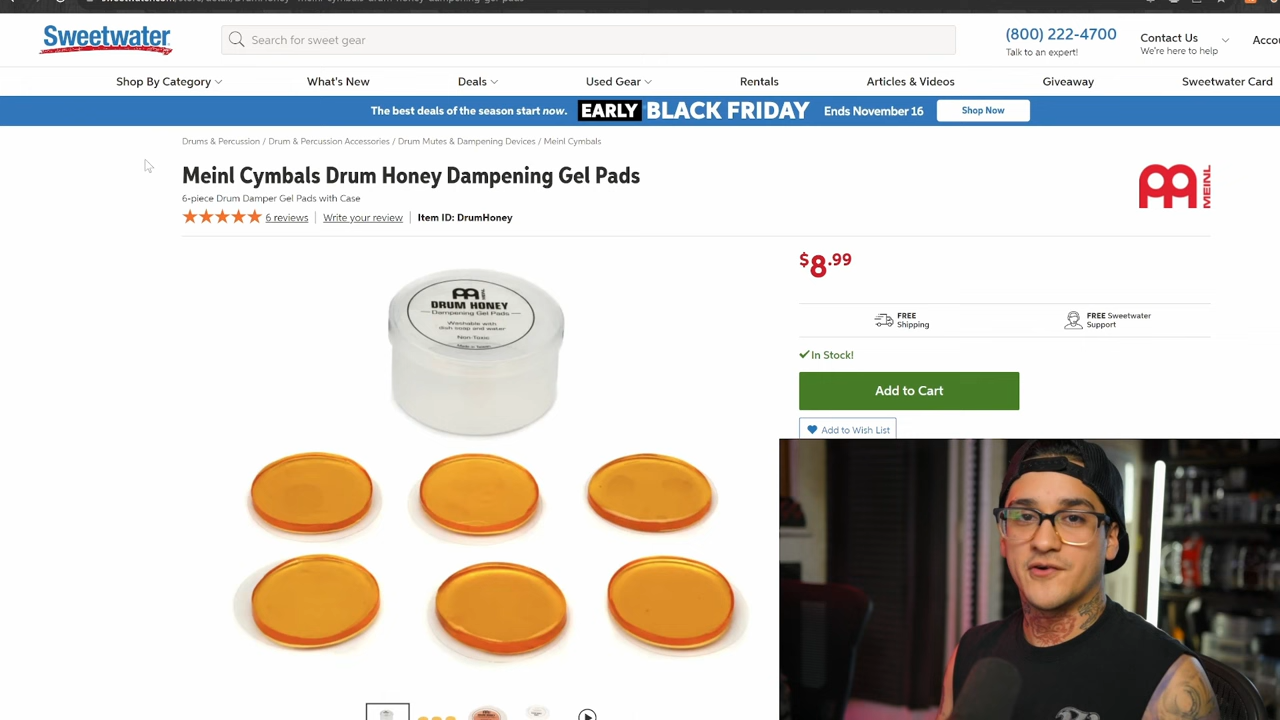 Sweetwater
Search for sweet gear
(800) 222-4700
Talk to an expert!
Contact Us
We're here to help
Shop By Category
What's New
Deals
Used Gear
Rentals
Articles & Videos
Giveaway
Sweetwater Card
The best deals of the season start now. EARLY BLACK FRIDAY Ends November 16 Shop Now
Drums & Percussion / Drum & Percussion Accessories / Drum Mutes & Dampening Devices / Meinl Cymbals
Meinl Cymbals Drum Honey Dampening Gel Pads
6-piece Drum Damper Gel Pads with Case
6 reviews | Write your review | Item ID: DrumHoney
MEINL
$8.99
FREE
Shipping
FREE Sweetwater
Support
In Stock!
Add to Cart
Add to Wish List
MEINL
DRUM HONEY
Dampening Gel Pads
Washable with
dish soap and water
Non-Toxic
Made in Taiwan